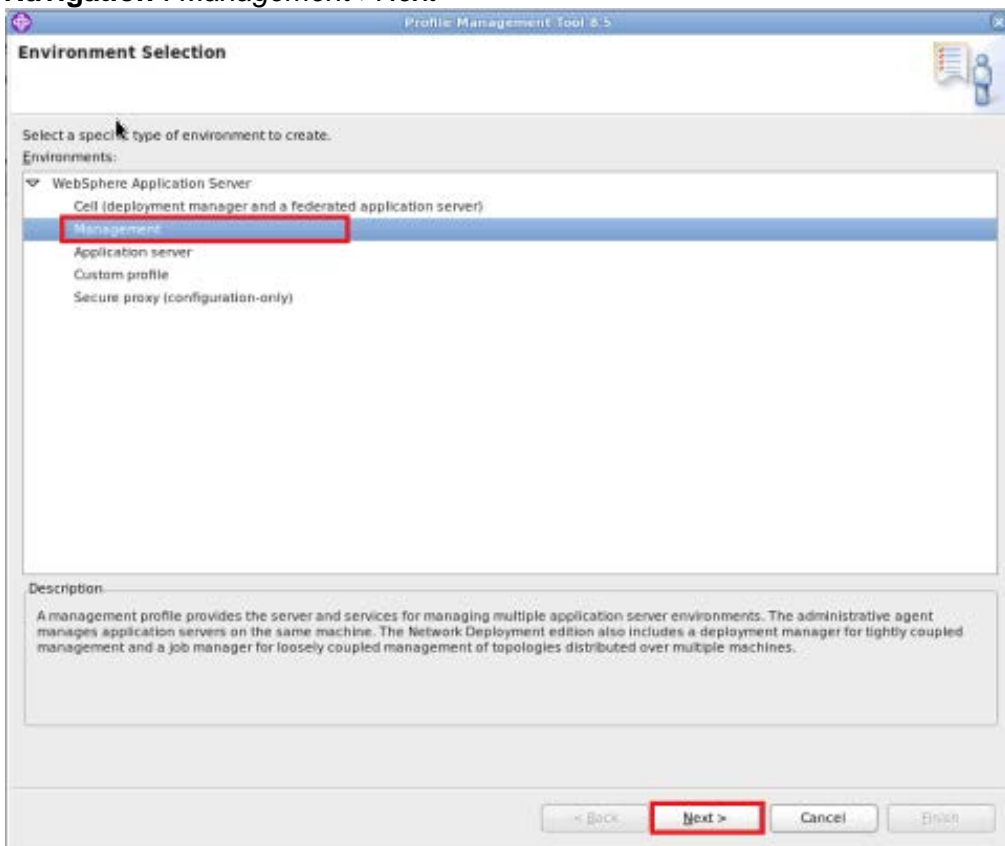 Navigation : Management > Next
Profile Management Tool 8.5
Environment Selection
Select a specific type of environment to create.
Environments:
WebSphere Application Server
Cell (deployment manager and a federated application server)
Management
Application server
Custom profile
Secure proxy (configuration-only)
Description
A management profile provides the server and services for managing multiple application server environments. The administrative agent
manages application servers on the same machine. The Network Deployment edition also includes a deployment manager for tightly coupled
management and a job manager for loosely coupled management of topologies distributed over multiple machines.
< Back Next > Cancel Finish